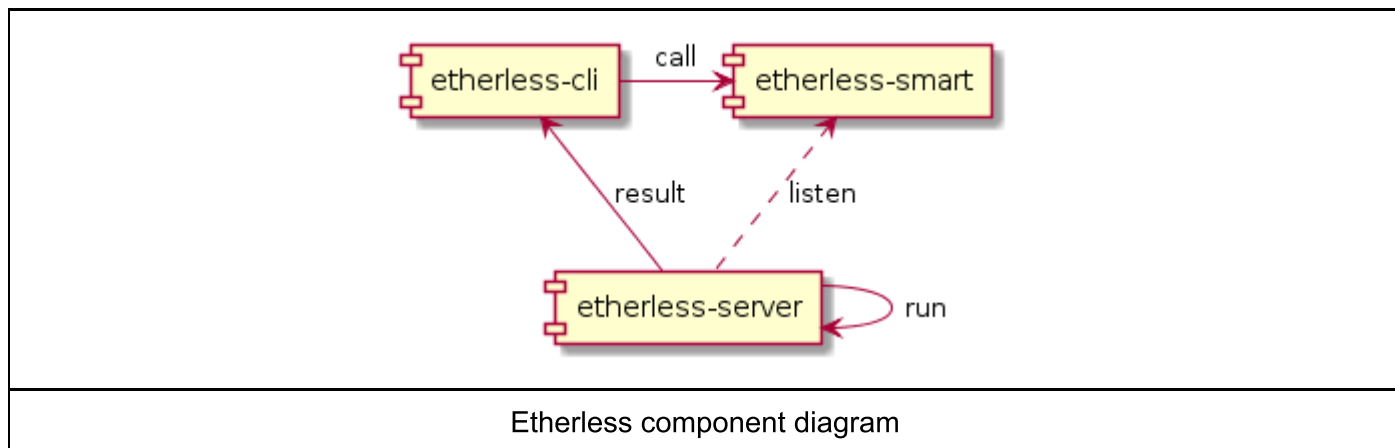 call
etherless-cli
etherless-smart
result
listen
etherless-server
run
Etherless component diagram